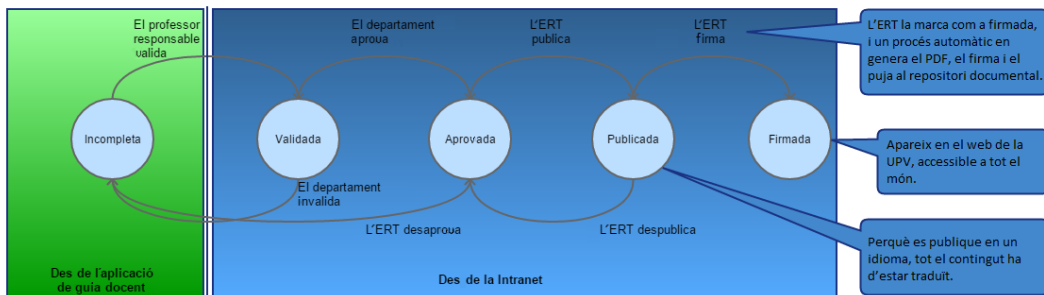 El professor
responsable
valida
El departament
aprova
L'ERT
publica
L'ERT
firma
L'ERT la marca com a firmada,
i un procés automàtic en
genera el PDF, el firma i el
puja al repositori documental.
Incompleta
Validada
Aprovada
Publicada
Firmada
Apareix en el web de la
UPV, accessible a tot el
món.
El departament
invalida
L'ERT desaprova
L'ERT despublica
Perquè es publique en un
idioma, tot el contingut ha
d'estar traduït.
Des de l'aplicació
de guia docent
Des de la Intranet